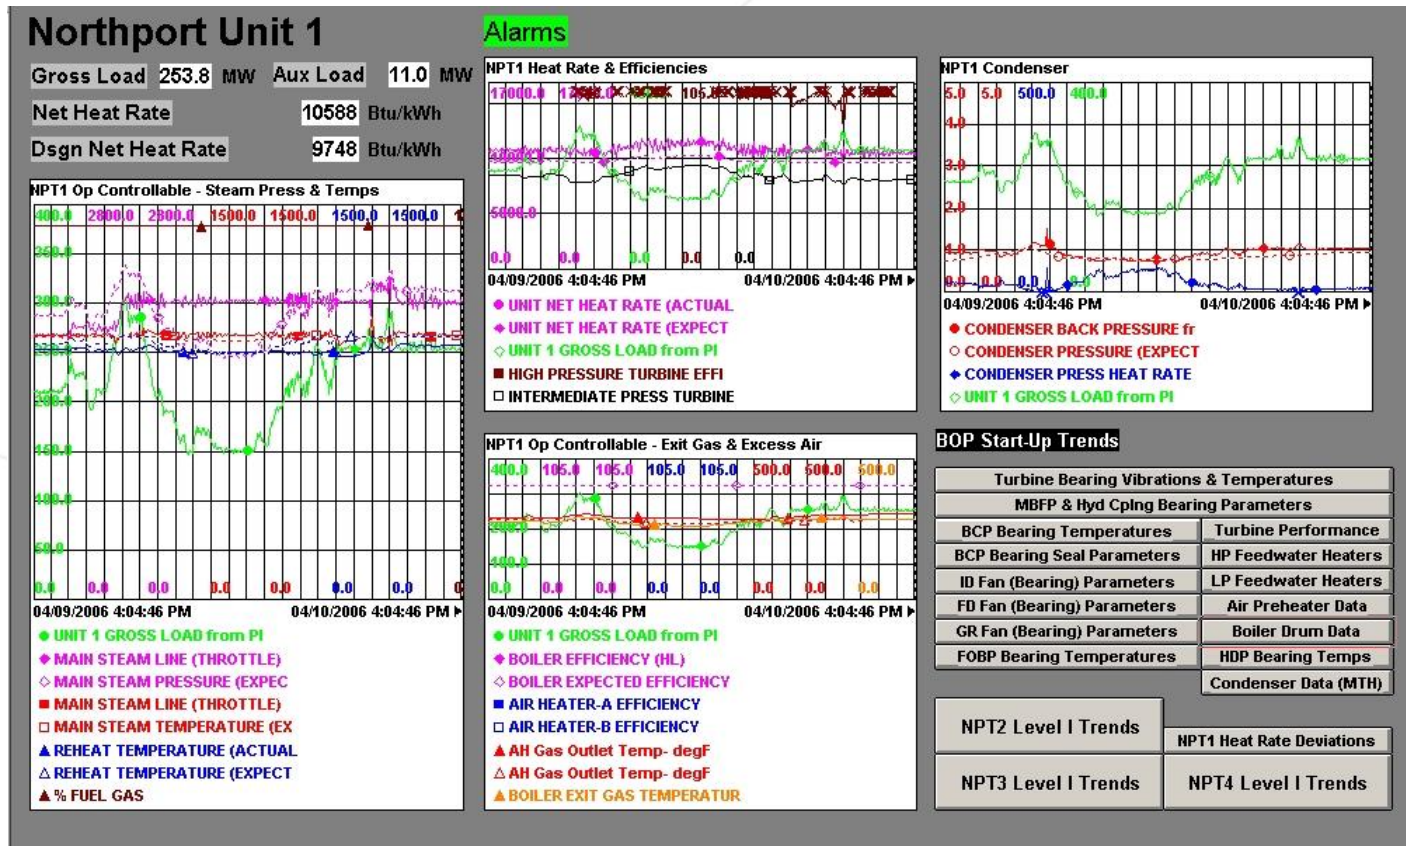 Northport Unit 1
Alarms
Gross Load 253.8 MW Aux Load 11.0 MW
Net Heat Rate 10588 Btu/kWh
Dsgn Net Heat Rate 9748 Btu/kWh
NPT1 Op Controllable - Steam Press & Temps
400.0 2800.0 2800.0 1500.0 1500.0 1500.0 1500.0
350.0
300.0
250.0
200.0
150.0
100.0
50.0
0.0 0.0 0.0 0.0 0.0 0.0 0.0
04/09/2006 4:04:46 PM 04/10/2006 4:04:46 PM
UNIT 1 GROSS LOAD from PI
MAIN STEAM LINE (THROTTLE)
MAIN STEAM PRESSURE (EXPEC
MAIN STEAM LINE (THROTTLE)
MAIN STEAM TEMPERATURE (EX
REHEAT TEMPERATURE (ACTUAL
REHEAT TEMPERATURE (EXPECT
% FUEL GAS
NPT1 Heat Rate & Efficiencies
17000.0
10000.0
5000.0
0.0 0.0 0.0 0.0 0.0
04/09/2006 4:04:46 PM 04/10/2006 4:04:46 PM
UNIT NET HEAT RATE (ACTUAL
UNIT NET HEAT RATE (EXPECT
UNIT 1 GROSS LOAD from PI
HIGH PRESSURE TURBINE EFFI
INTERMEDIATE PRESS TURBINE
NPT1 Op Controllable - Exit Gas & Excess Air
400.0 105.0 105.0 105.0 105.0 500.0 500.0 500.0
200.0
100.0
0.0 0.0 0.0 0.0 0.0 0.0 0.0 0.0
04/09/2006 4:04:46 PM 04/10/2006 4:04:46 PM
UNIT 1 GROSS LOAD from PI
BOILER EFFICIENCY (HL)
BOILER EXPECTED EFFICIENCY
AIR HEATER-A EFFICIENCY
AIR HEATER-B EFFICIENCY
AH Gas Outlet Temp- degF
AH Gas Outlet Temp- degF
BOILER EXIT GAS TEMPERATUR
NPT1 Condenser
5.0 5.0 500.0 400.0
4.0
3.0
2.0
1.0
0.0 0.0 0.0 0.0
04/09/2006 4:04:46 PM 04/10/2006 4:04:46 PM
CONDENSER BACK PRESSURE fr
CONDENSER PRESSURE (EXPECT
CONDENSER PRESS HEAT RATE
UNIT 1 GROSS LOAD from PI
BOP Start-Up Trends
Turbine Bearing Vibrations & Temperatures
MBFP & Hyd Cplng Bearing Parameters
BCP Bearing Temperatures Turbine Performance
BCP Bearing Seal Parameters HP Feedwater Heaters
ID Fan (Bearing) Parameters LP Feedwater Heaters
FD Fan (Bearing) Parameters Air Preheater Data
GR Fan (Bearing) Parameters Boiler Drum Data
FOBP Bearing Temperatures HDP Bearing Temps
Condenser Data (MTH)
NPT2 Level I Trends
NPT1 Heat Rate Deviations
NPT3 Level I Trends NPT4 Level I Trends